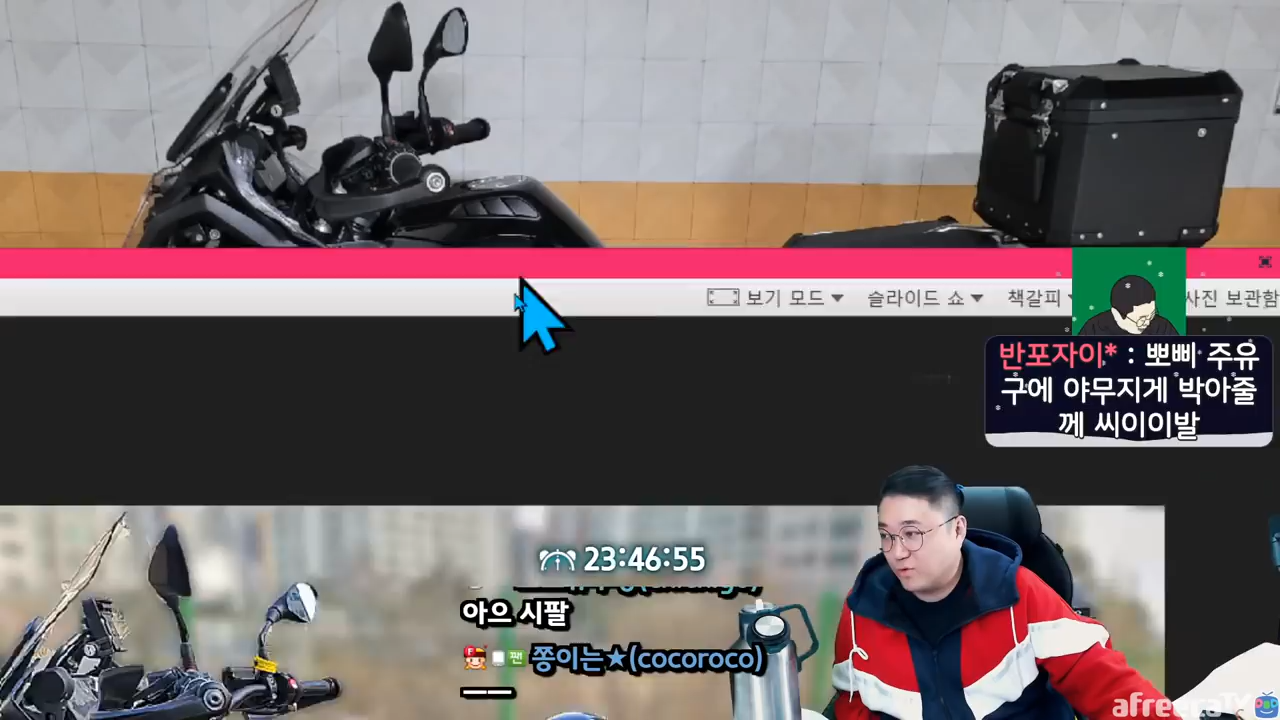 보기 모드
슬라이드 쇼
책갈피
사진 보관함
반포자이* : 뽀삐 주유
구에 야무지게 박아줄
께 씨이이발
23:46:55
아으 시팔
쫑이는★(cocoroco)
ㅡㅡ
afreecaTV